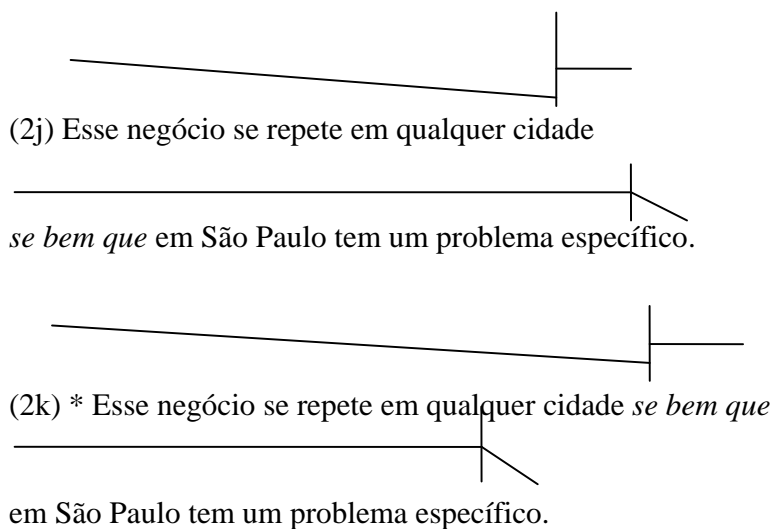 (2j) Esse negócio se repete em qualquer cidade
se bem que em São Paulo tem um problema específico.
(2k) * Esse negócio se repete em qualquer cidade se bem que
em São Paulo tem um problema específico.